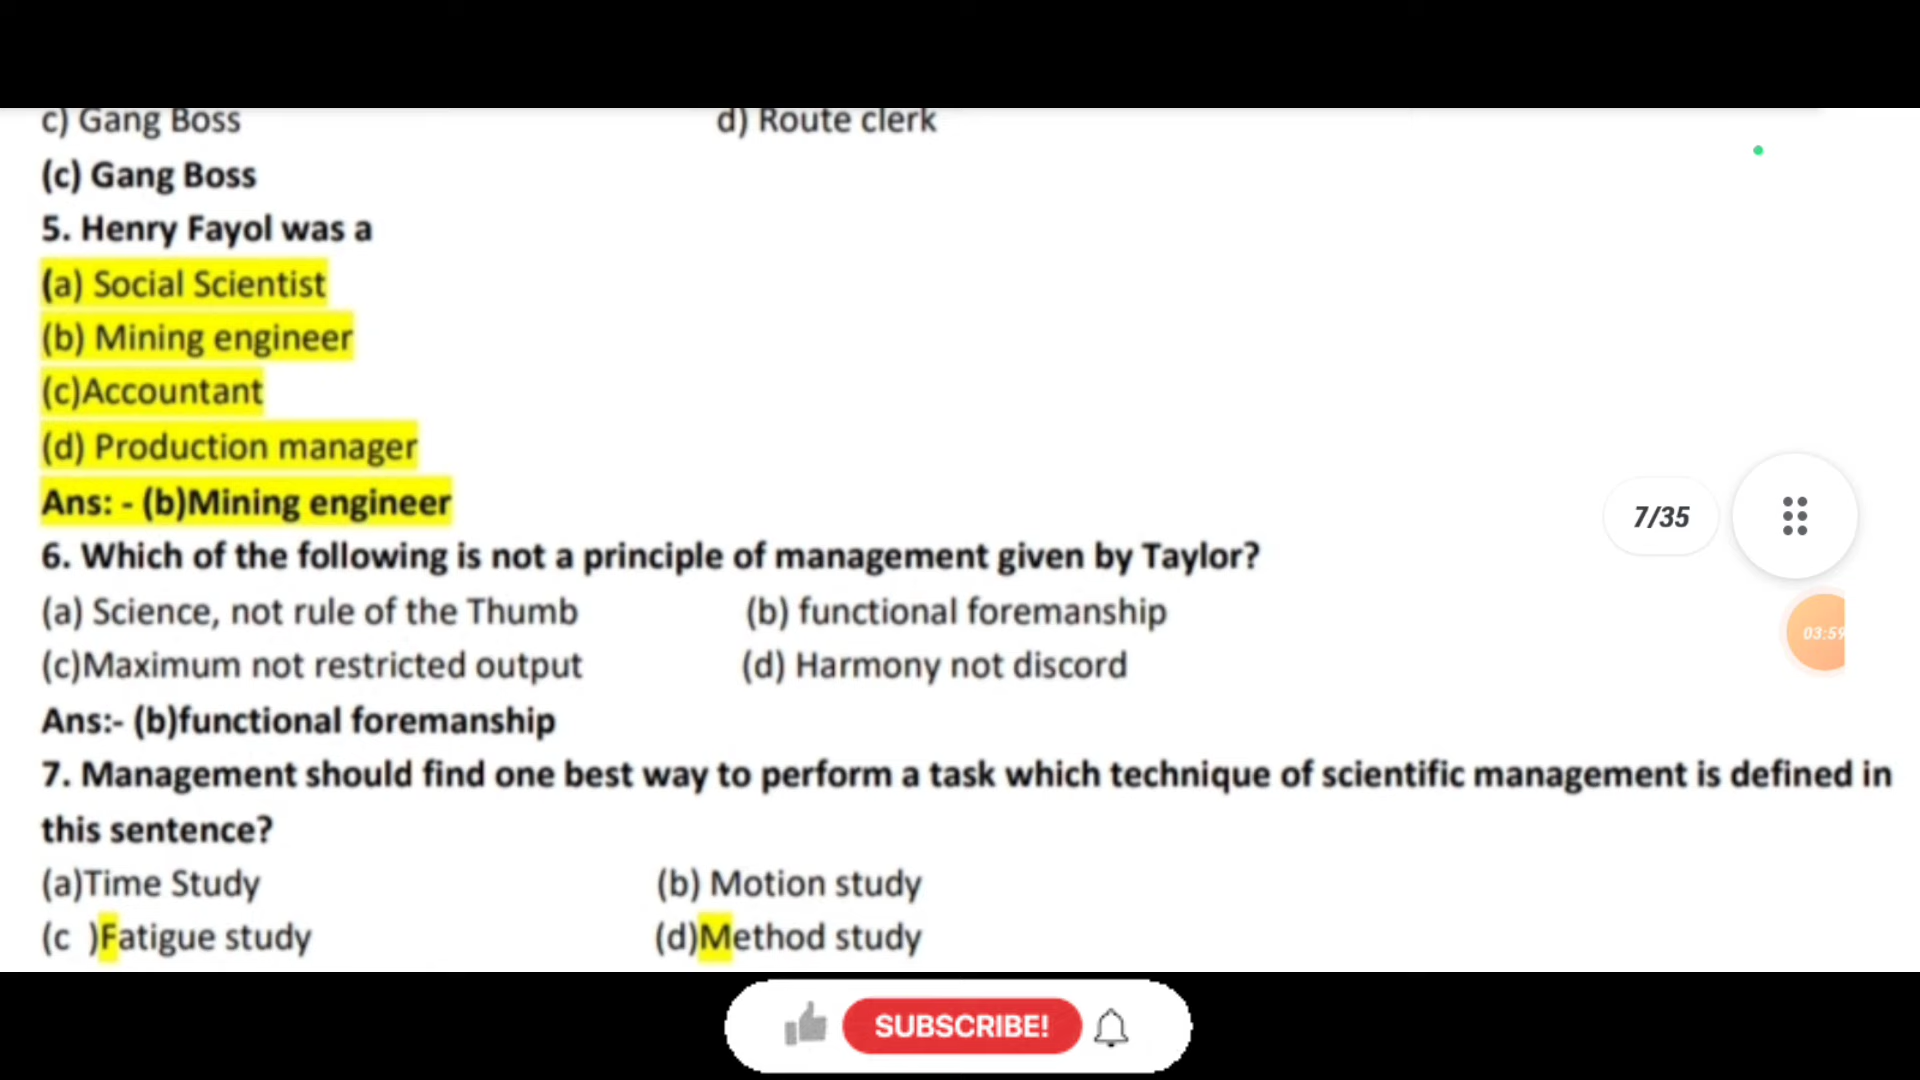 c) Gang Boss d) Route clerk
(c) Gang Boss
5. Henry Fayol was a
(a) Social Scientist
(b) Mining engineer
(c)Accountant
(d) Production manager
Ans: - (b)Mining engineer
7/35
6. Which of the following is not a principle of management given by Taylor?
(a) Science, not rule of the Thumb (b) functional foremanship
03:59
(c)Maximum not restricted output (d) Harmony not discord
Ans:- (b)functional foremanship
7. Management should find one best way to perform a task which technique of scientific management is defined in
this sentence?
(a)Time Study (b) Motion study
(c )Fatigue study (d)Method study
SUBSCRIBE!